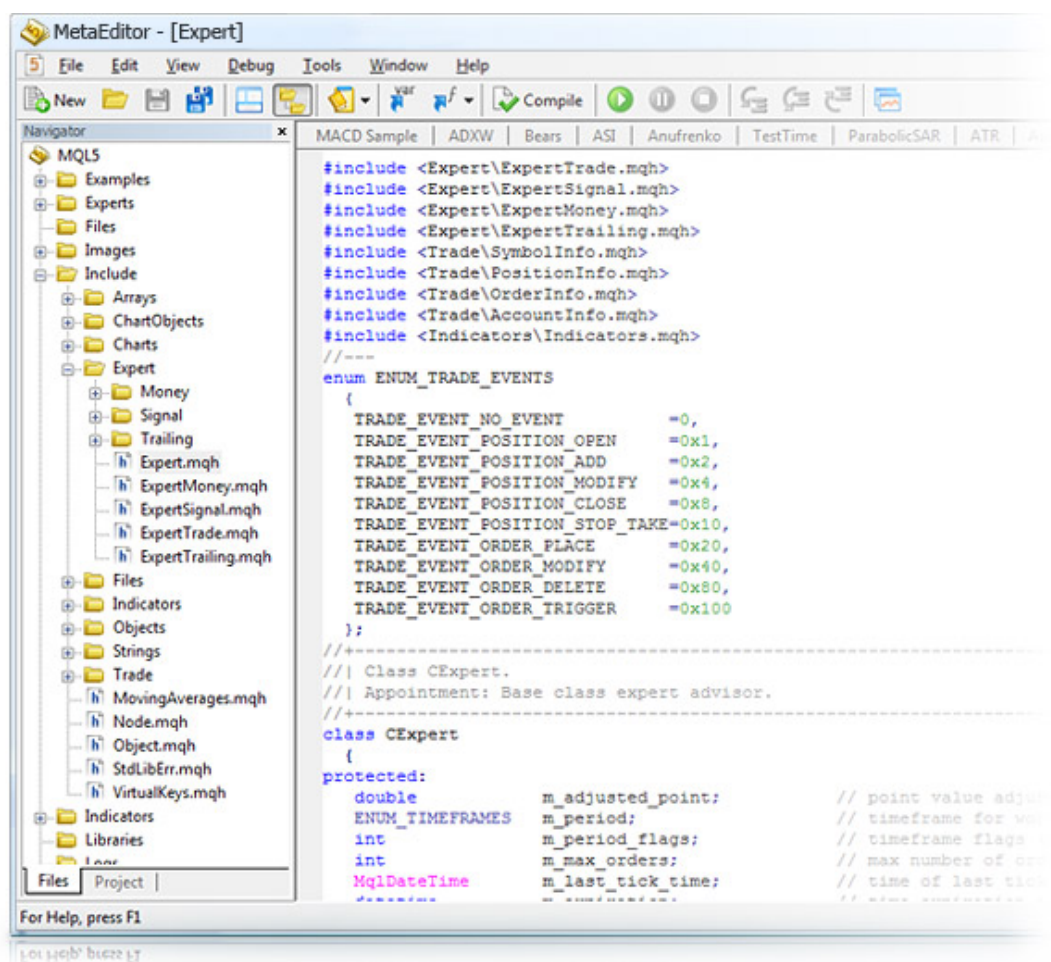 MetaEditor - [Expert]
File Edit View Debug Tools Window Help
New var f Compile
Navigator x
MQL5
Examples
Experts
Files
Images
Include
Arrays
ChartObjects
Charts
Expert
Money
Signal
Trailing
Expert.mqh
ExpertMoney.mqh
ExpertSignal.mqh
ExpertTrade.mqh
ExpertTrailing.mqh
Files
Indicators
Objects
Strings
Trade
MovingAverages.mqh
Node.mqh
Object.mqh
StdLibErr.mqh
VirtualKeys.mqh
Indicators
Libraries
Logs
Files Project |
MACD Sample | ADXW | Bears | ASI | Anufrenko | TestTime | ParabolicSAR | ATR |
#include <Expert\ExpertTrade.mqh>
#include <Expert\ExpertSignal.mqh>
#include <Expert\ExpertMoney.mqh>
#include <Expert\ExpertTrailing.mqh>
#include <Trade\SymbolInfo.mqh>
#include <Trade\PositionInfo.mqh>
#include <Trade\OrderInfo.mqh>
#include <Trade\AccountInfo.mqh>
#include <Indicators\Indicators.mqh>
//---
enum ENUM_TRADE_EVENTS
{
TRADE_EVENT_NO_EVENT =0,
TRADE_EVENT_POSITION_OPEN =0x1,
TRADE_EVENT_POSITION_ADD =0x2,
TRADE_EVENT_POSITION_MODIFY =0x4,
TRADE_EVENT_POSITION_CLOSE =0x8,
TRADE_EVENT_POSITION_STOP_TAKE=0x10,
TRADE_EVENT_ORDER_PLACE =0x20,
TRADE_EVENT_ORDER_MODIFY =0x40,
TRADE_EVENT_ORDER_DELETE =0x80,
TRADE_EVENT_ORDER_TRIGGER =0x100
};
//+------------------------------------------------------------------
//| Class CExpert.
//| Appointment: Base class expert advisor.
//+------------------------------------------------------------------
class CExpert
{
protected:
double m_adjusted_point; // point value
ENUM_TIMEFRAMES m_period; // timeframe for
int m_period_flags; // timeframe flags
int m_max_orders; // max number of
MqlDateTime m_last_tick_time; // time of last tick
For Help, press F1